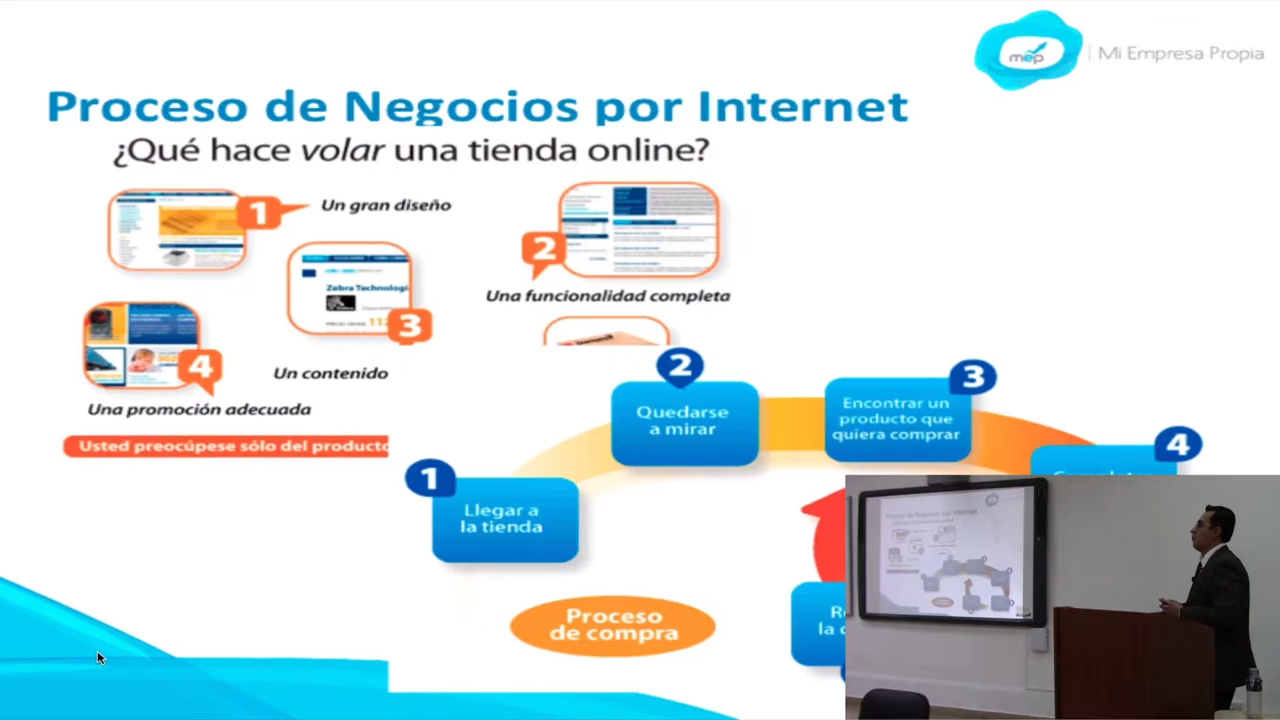 mep | Mi Empresa Propia
Proceso de Negocios por Internet
¿Qué hace volar una tienda online?
1
Un gran diseño
2
Una funcionalidad completa
Zebra Technologi
3
Un contenido
4
Una promoción adecuada
Usted preocúpese sólo del producto
1
Llegar a
la tienda
2
Quedarse
a mirar
3
Encontrar un
producto que
quiera comprar
4
Proceso
de compra